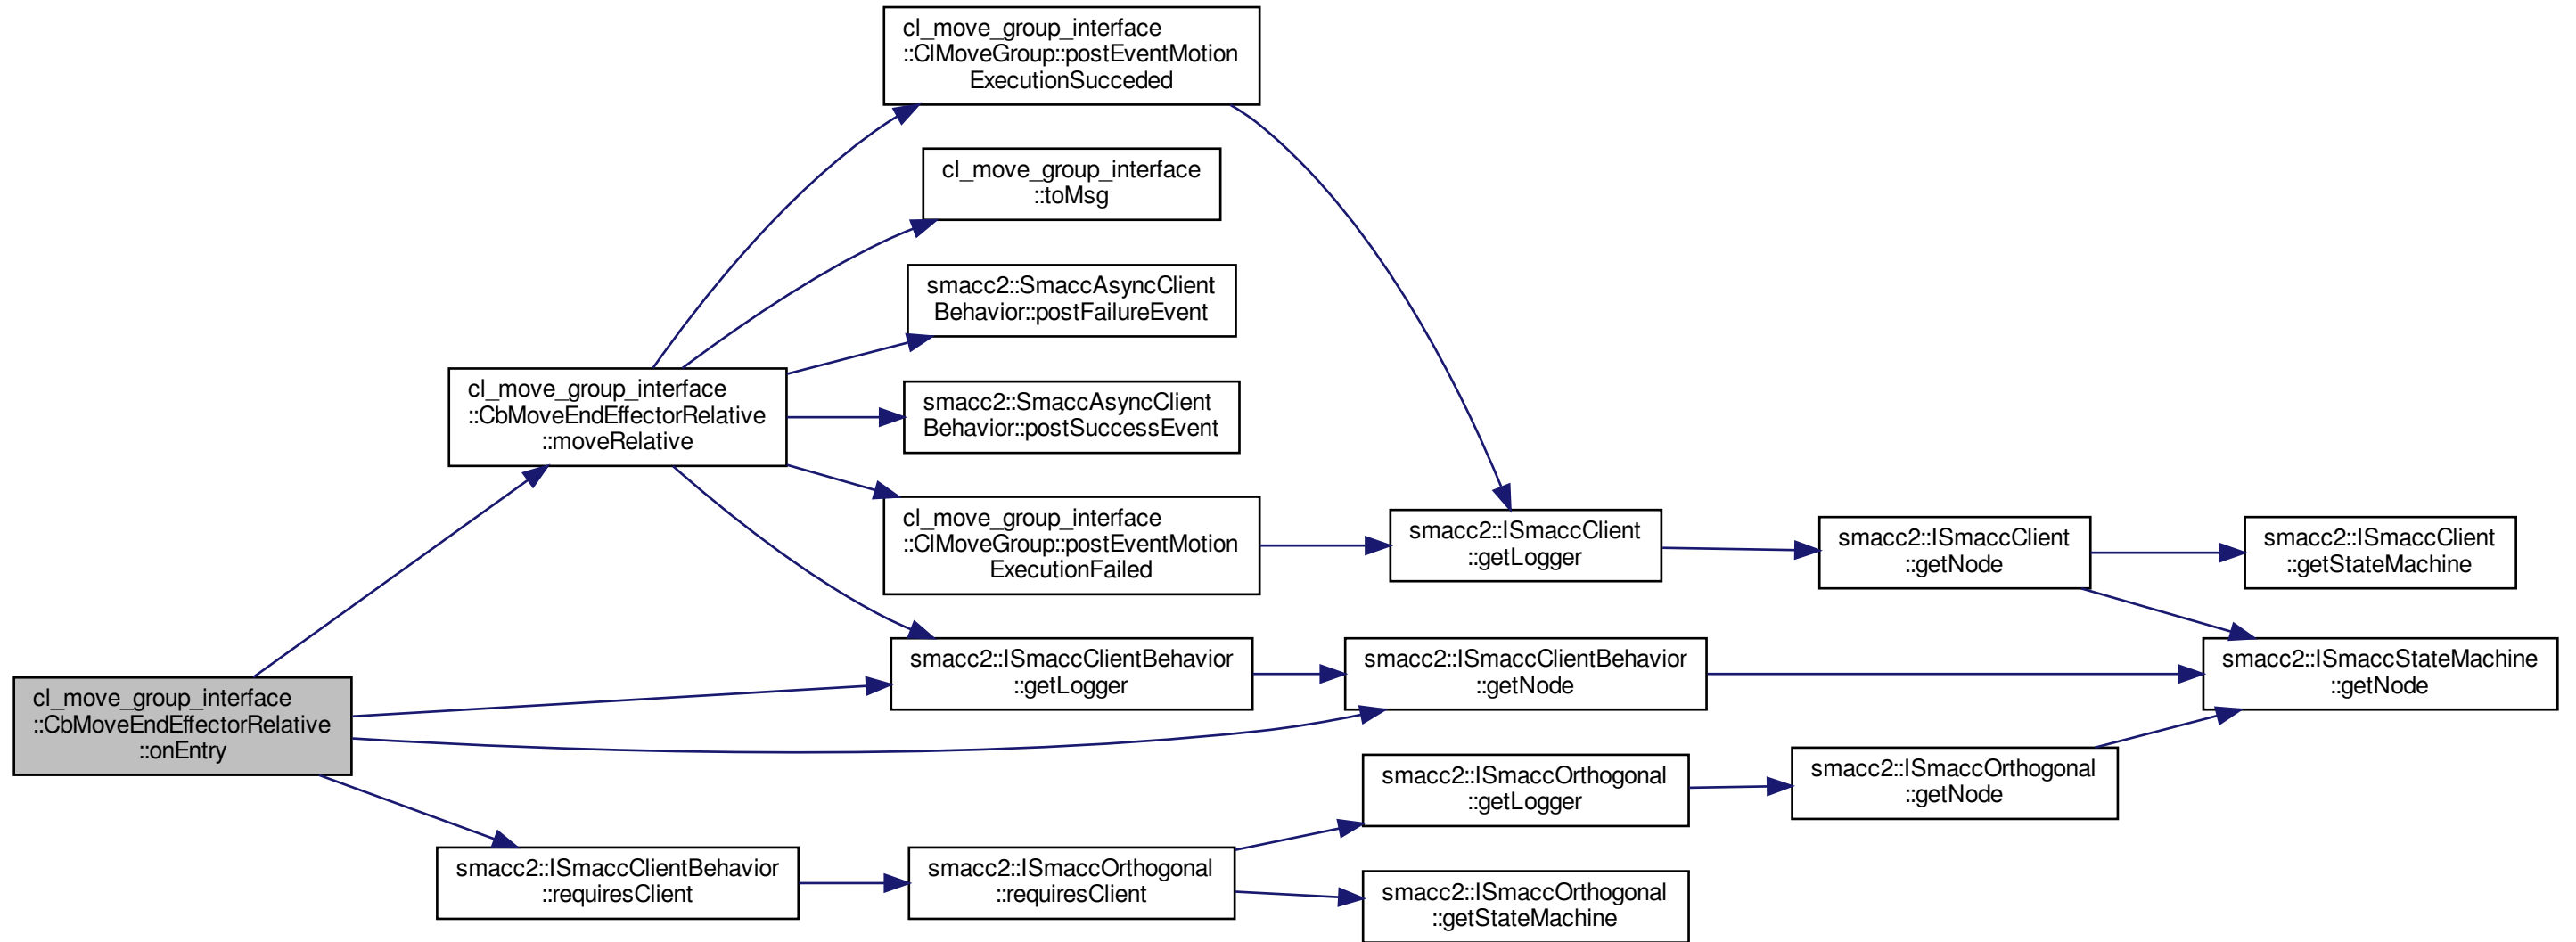 cl_move_group_interface
::ClMoveGroup::postEventMotion
ExecutionSucceded
cl_move_group_interface
::toMsg
smacc2::SmaccAsyncClient
Behavior::postFailureEvent
cl_move_group_interface
::CbMoveEndEffectorRelative
::moveRelative
smacc2::SmaccAsyncClient
Behavior::postSuccessEvent
cl_move_group_interface
::ClMoveGroup::postEventMotion
ExecutionFailed
smacc2::ISmaccClient
::getLogger
smacc2::ISmaccClient
::getNode
smacc2::ISmaccClient
::getStateMachine
cl_move_group_interface
::CbMoveEndEffectorRelative
::onEntry
smacc2::ISmaccClientBehavior
::getLogger
smacc2::ISmaccClientBehavior
::getNode
smacc2::ISmaccStateMachine
::getNode
smacc2::ISmaccOrthogonal
::getLogger
smacc2::ISmaccOrthogonal
::getNode
smacc2::ISmaccClientBehavior
::requiresClient
smacc2::ISmaccOrthogonal
::requiresClient
smacc2::ISmaccOrthogonal
::getStateMachine